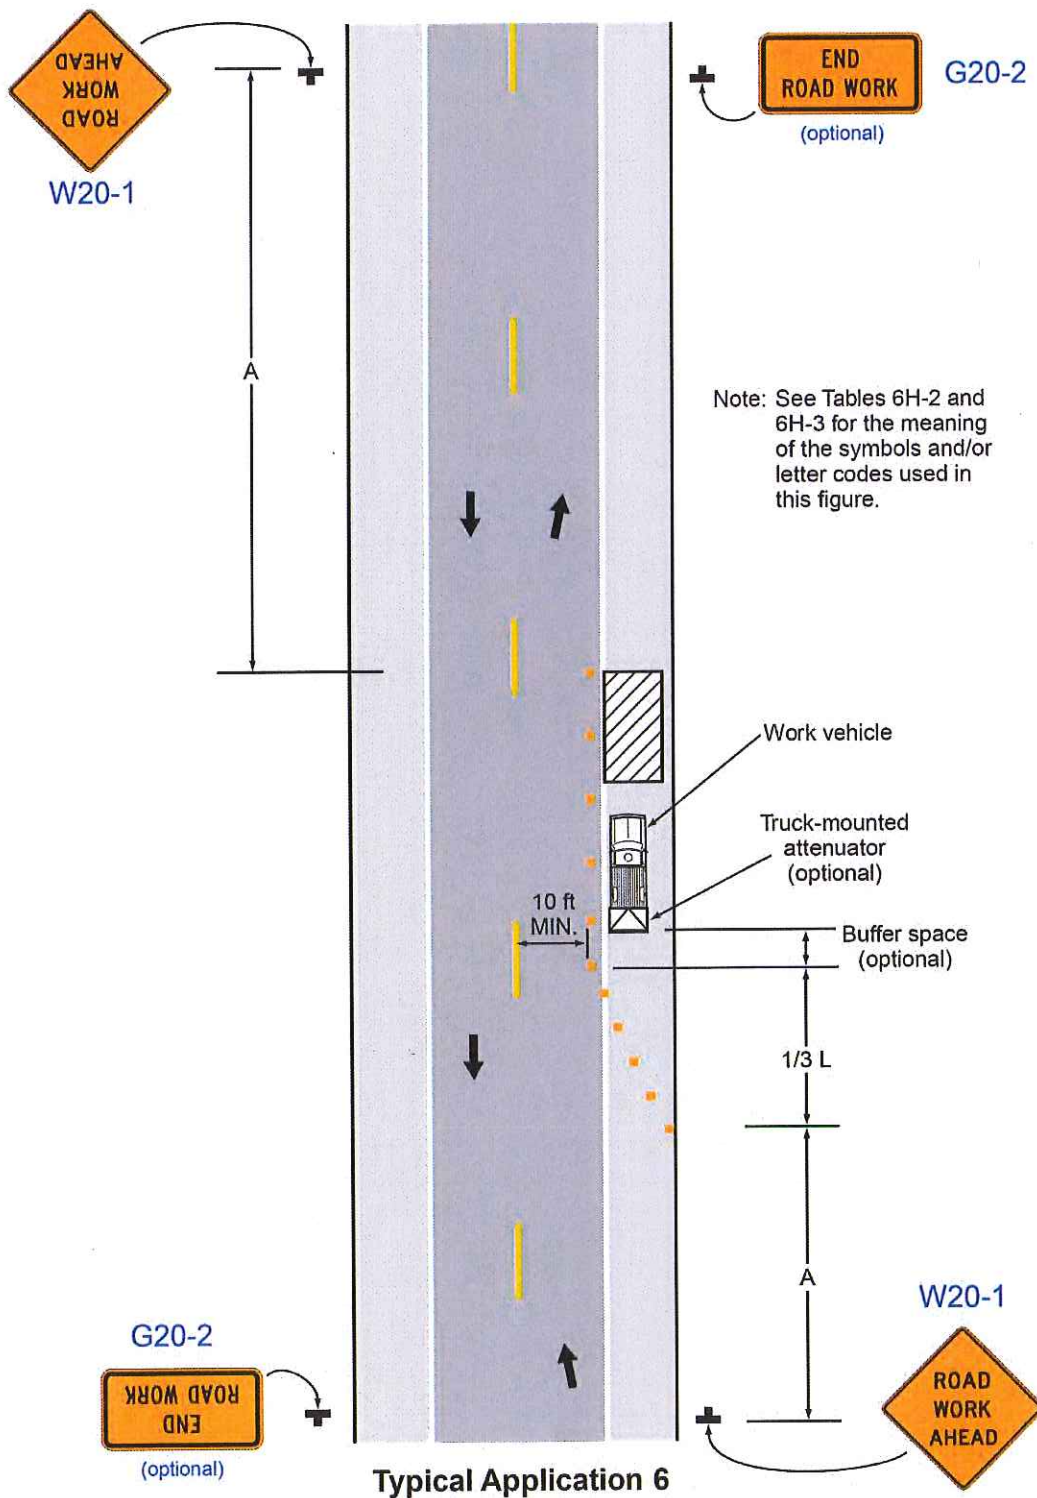 ROAD
WORK
AHEAD
W20-1
END
ROAD WORK
G20-2
(optional)
A
Note: See Tables 6H-2 and
6H-3 for the meaning
of the symbols and/or
letter codes used in
this figure.
Work vehicle
Truck-mounted
attenuator
(optional)
10 ft
MIN.
Buffer space
(optional)
1/3 L
A
W20-1
ROAD
WORK
AHEAD
G20-2
END
ROAD WORK
(optional)
Typical Application 6